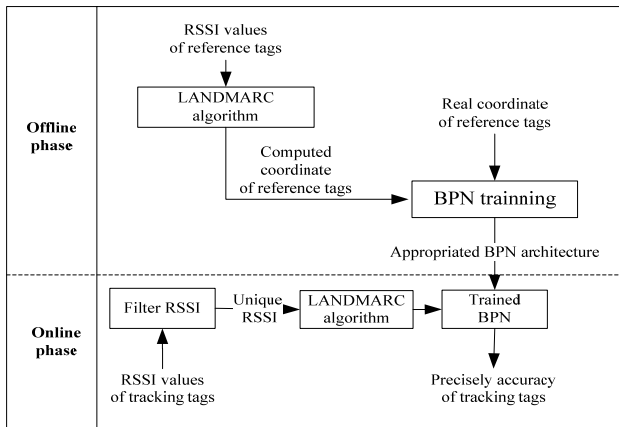 RSSI values
of reference tags
LANDMARC
algorithm
Real coordinate
of reference tags
Offline
phase
Computed
coordinate
of reference tags
BPN trainning
Appropriated BPN architecture
Online
phase
Filter RSSI
Unique
RSSI
LANDMARC
algorithm
Trained
BPN
RSSI values
of tracking tags
Precisely accuracy
of tracking tags